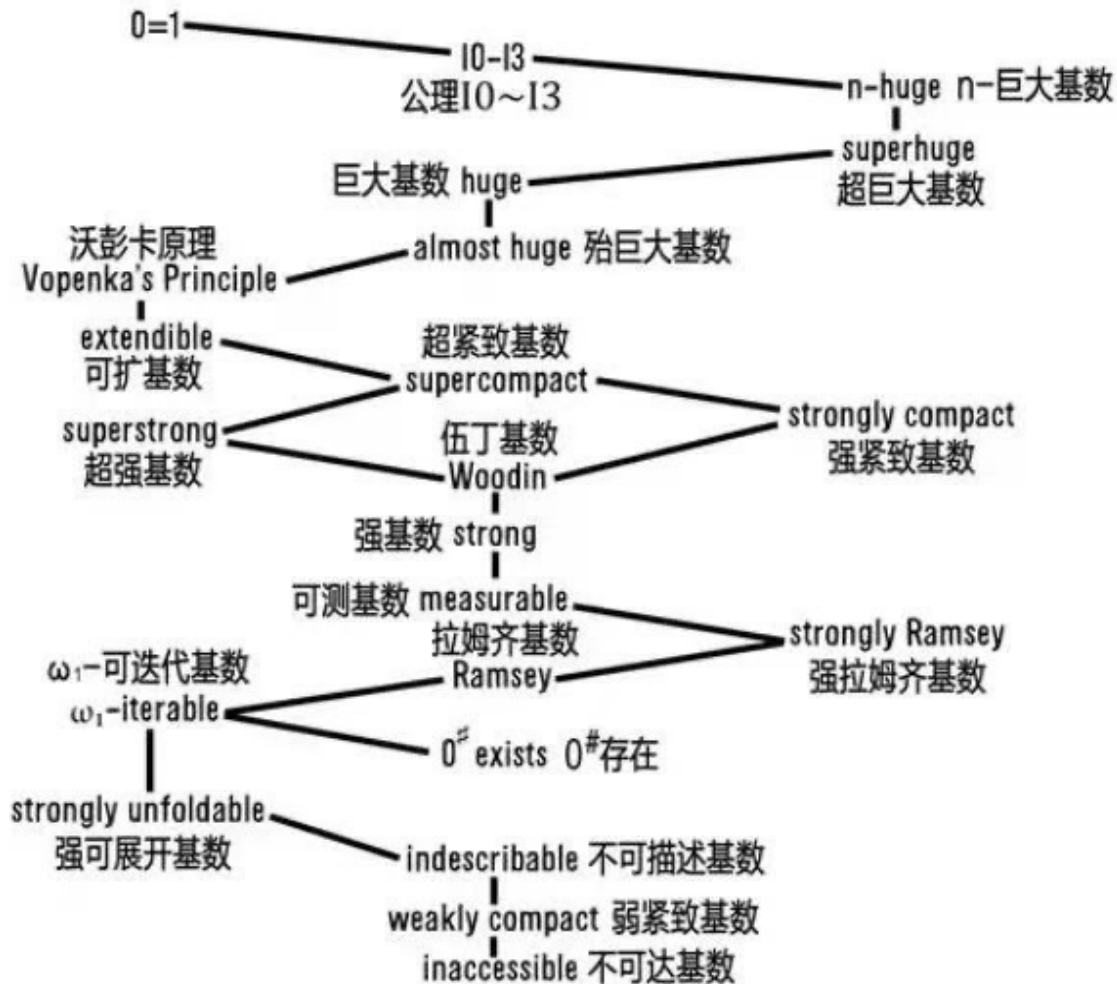 0=1
I0-I3
公理I0～I3
n-huge n-巨大基数
superhuge
超巨大基数
巨大基数 huge
沃彭卡原理
almost huge 殆巨大基数
Vopenka's Principle
extendible
可扩基数
超紧致基数
supercompact
superstrong
超强基数
伍丁基数
Woodin
strongly compact
强紧致基数
强基数 strong
可测基数 measurable
拉姆齐基数
Ramsey
strongly Ramsey
强拉姆齐基数
ω₁-可迭代基数
ω₁-iterable
0♯ exists 0#存在
strongly unfoldable
强可展开基数
indescribable 不可描述基数
weakly compact 弱紧致基数
inaccessible 不可达基数